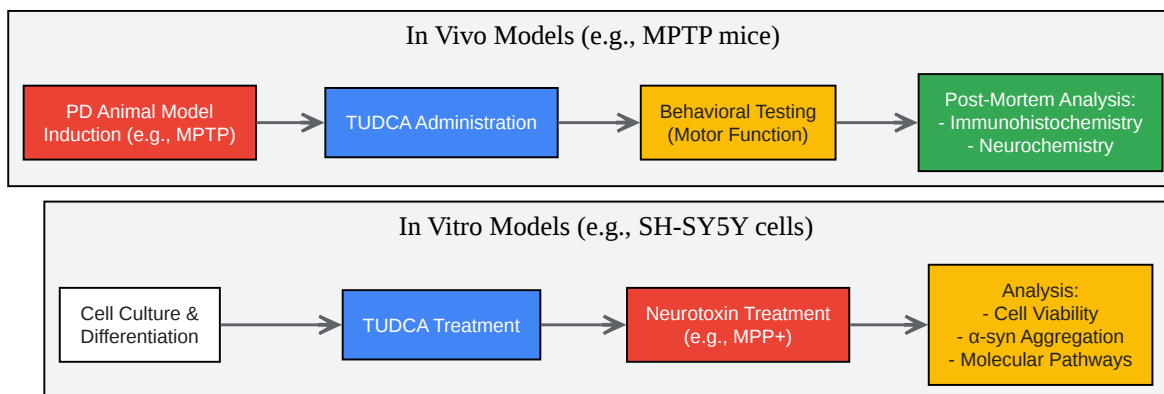 In Vivo Models (e.g., MPTP mice)
PD Animal Model
Induction (e.g., MPTP)
TUDCA Administration
Behavioral Testing
(Motor Function)
Post-Mortem Analysis:
- Immunohistochemistry
- Neurochemistry
In Vitro Models (e.g., SH-SY5Y cells)
Cell Culture &
Differentiation
TUDCA Treatment
Neurotoxin Treatment
(e.g., MPP+)
Analysis:
- Cell Viability
- α-syn Aggregation
- Molecular Pathways